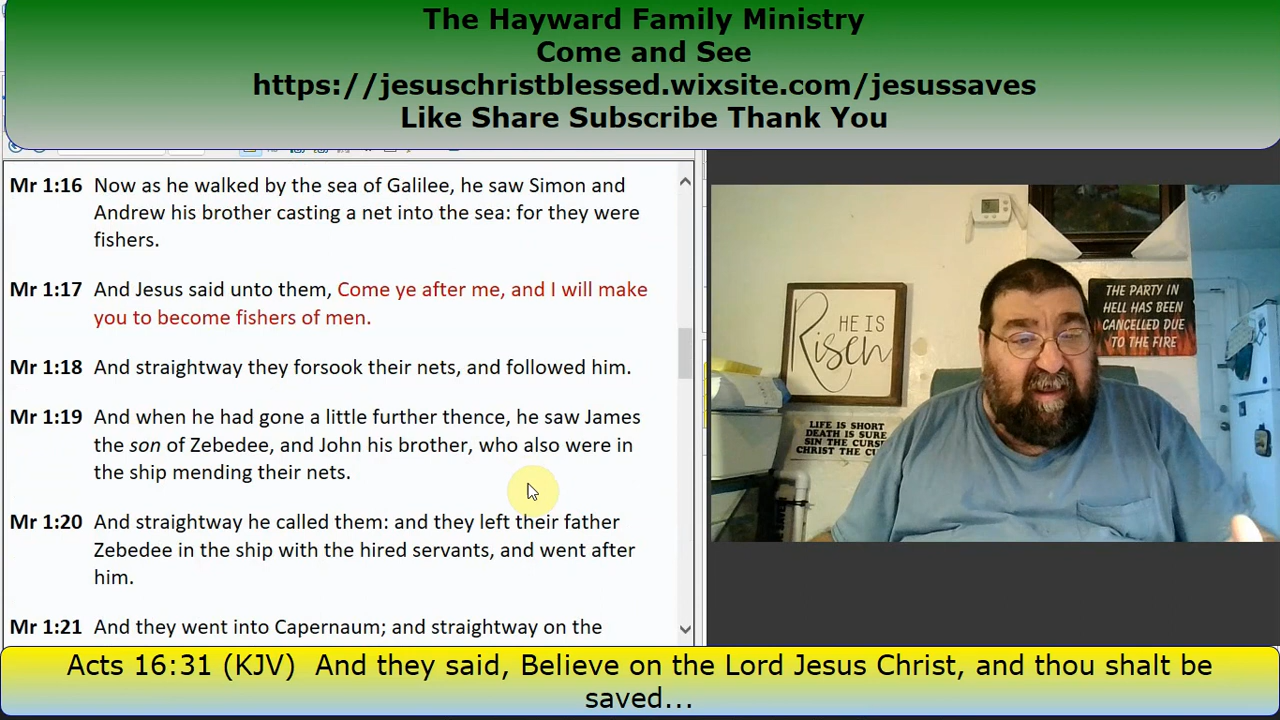 The Hayward Family Ministry
Come and See
https://jesuschristblessed.wixsite.com/jesussaves
Like Share Subscribe Thank You
Mr 1:16 Now as he walked by the sea of Galilee, he saw Simon and
Andrew his brother casting a net into the sea: for they were
fishers.
Mr 1:17 And Jesus said unto them, Come ye after me, and I will make
you to become fishers of men.
Mr 1:18 And straightway they forsook their nets, and followed him.
Mr 1:19 And when he had gone a little further thence, he saw James
the son of Zebedee, and John his brother, who also were in
the ship mending their nets.
Mr 1:20 And straightway he called them: and they left their father
Zebedee in the ship with the hired servants, and went after
him.
Mr 1:21 And they went into Capernaum; and straightway on the
HE IS
Risen
THE PARTY IN
HELL HAS BEEN
CANCELLED DUE
TO THE FIRE
LIFE IS SHORT
DEATH IS SURE
SIN THE CURS
CHRIST THE CU
Acts 16:31 (KJV) And they said, Believe on the Lord Jesus Christ, and thou shalt be
saved...